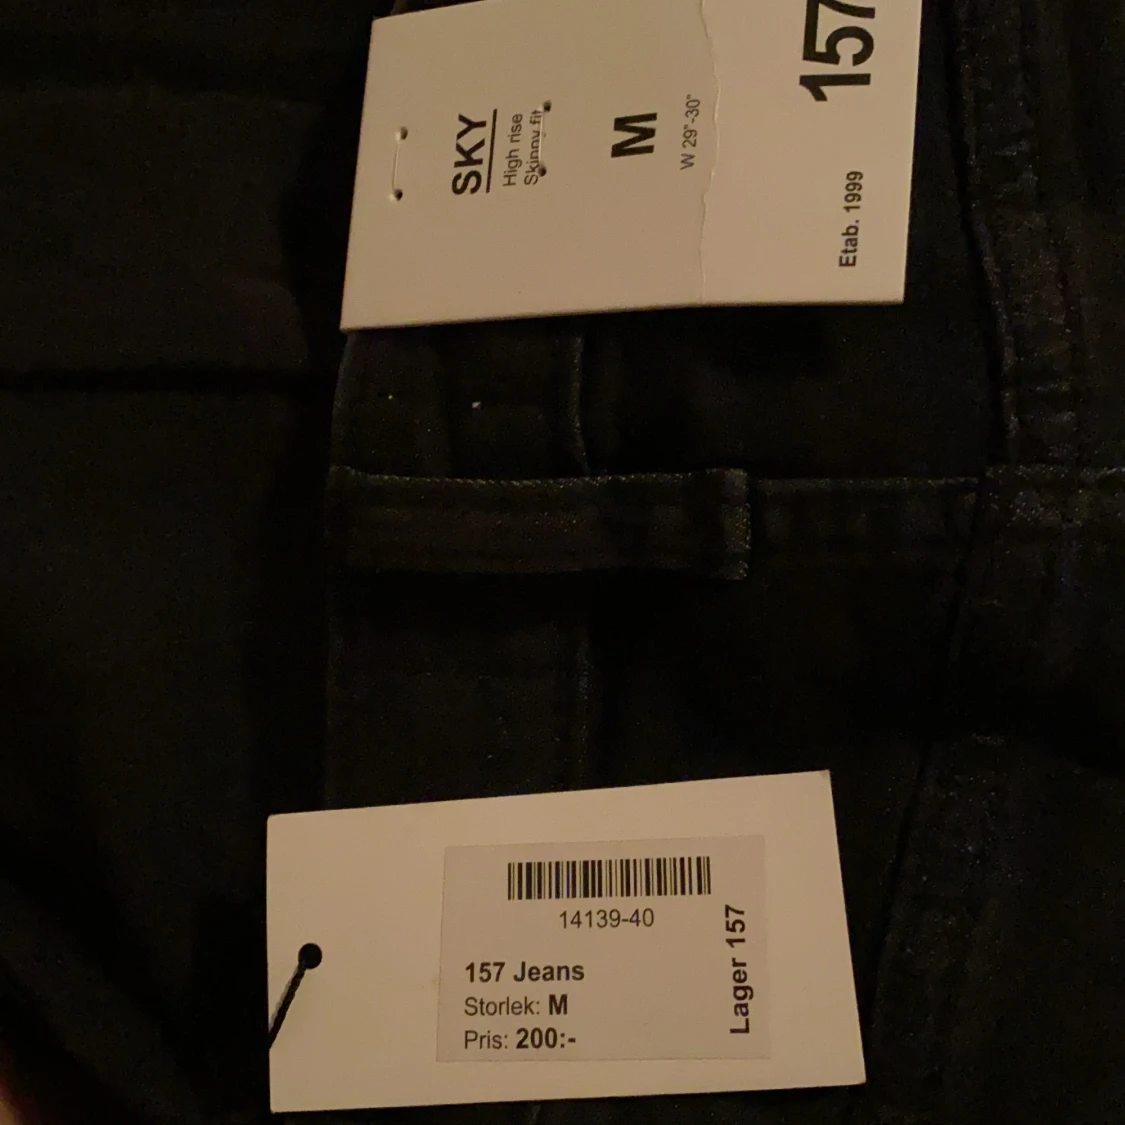 SKY
High rise
Skinny fit
M
W 29"-30"
157
Etab. 1999
14139-40
157 Jeans
Storlek: M
Pris: 200:-
Lager 157